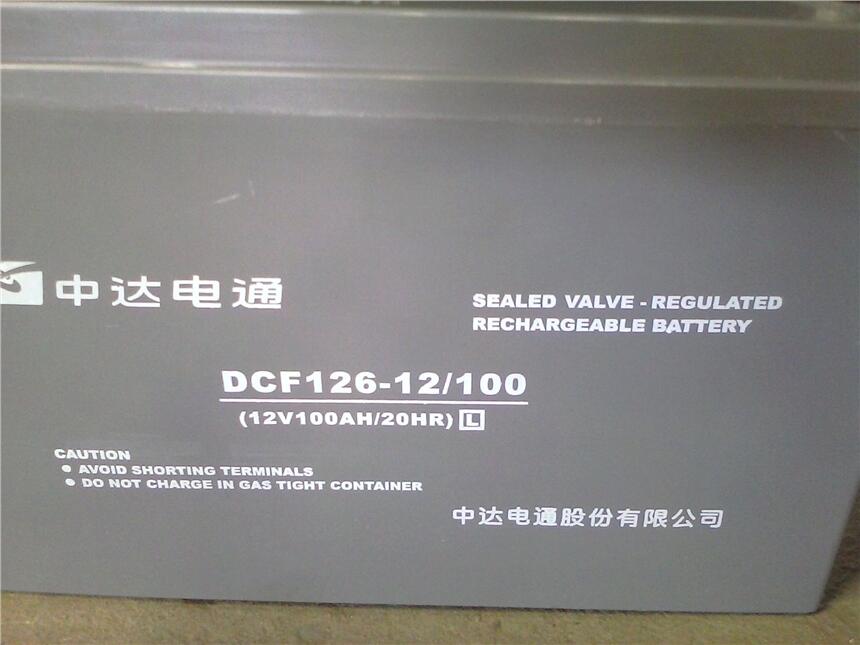 中达电通
SEALED VALVE - REGULATED
RECHARGEABLE BATTERY
DCF126-12/100
(12V100AH/20HR) L
CAUTION
● AVOID SHORTING TERMINALS
● DO NOT CHARGE IN GAS TIGHT CONTAINER
中达电通股份有限公司